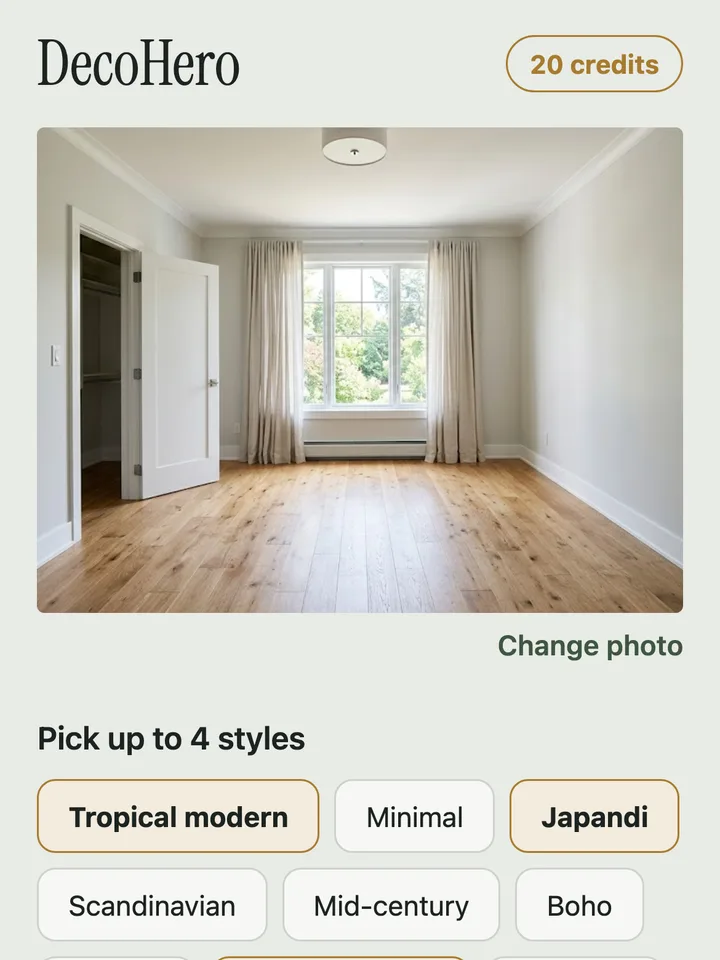 DecoHero
20 credits
Change photo
Pick up to 4 styles
Tropical modern
Minimal
Japandi
Scandinavian
Mid-century
Boho